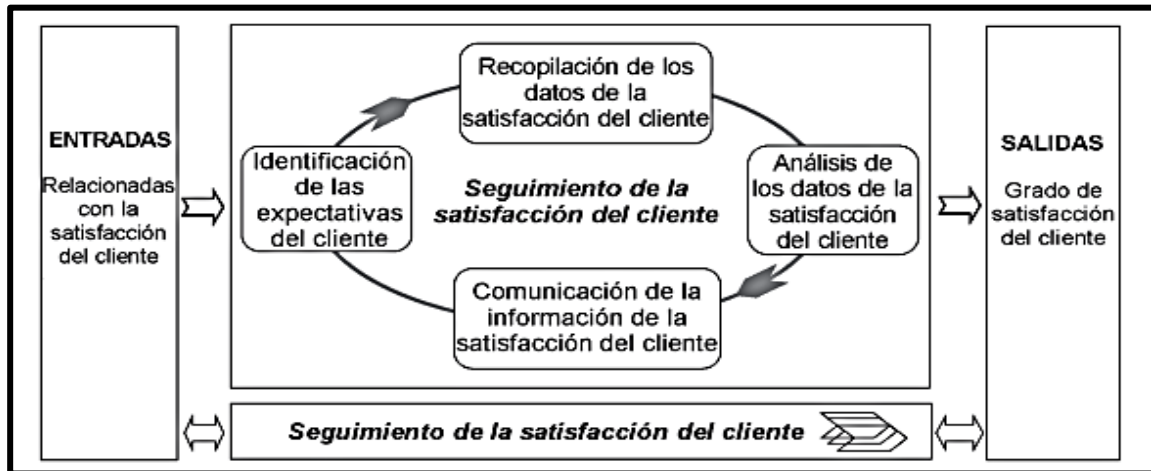 ENTRADAS
Relacionadas
con la
satisfacción
del cliente
Recopilación de los
datos de la
satisfacción del cliente
Identificación
de las
expectativas
del cliente
Seguimiento de la
satisfacción del cliente
Análisis de
los datos de la
satisfacción
del cliente
Comunicación de la
información de la
satisfacción del cliente
SALIDAS
Grado de
satisfacción
del cliente
Seguimiento de la satisfacción del cliente